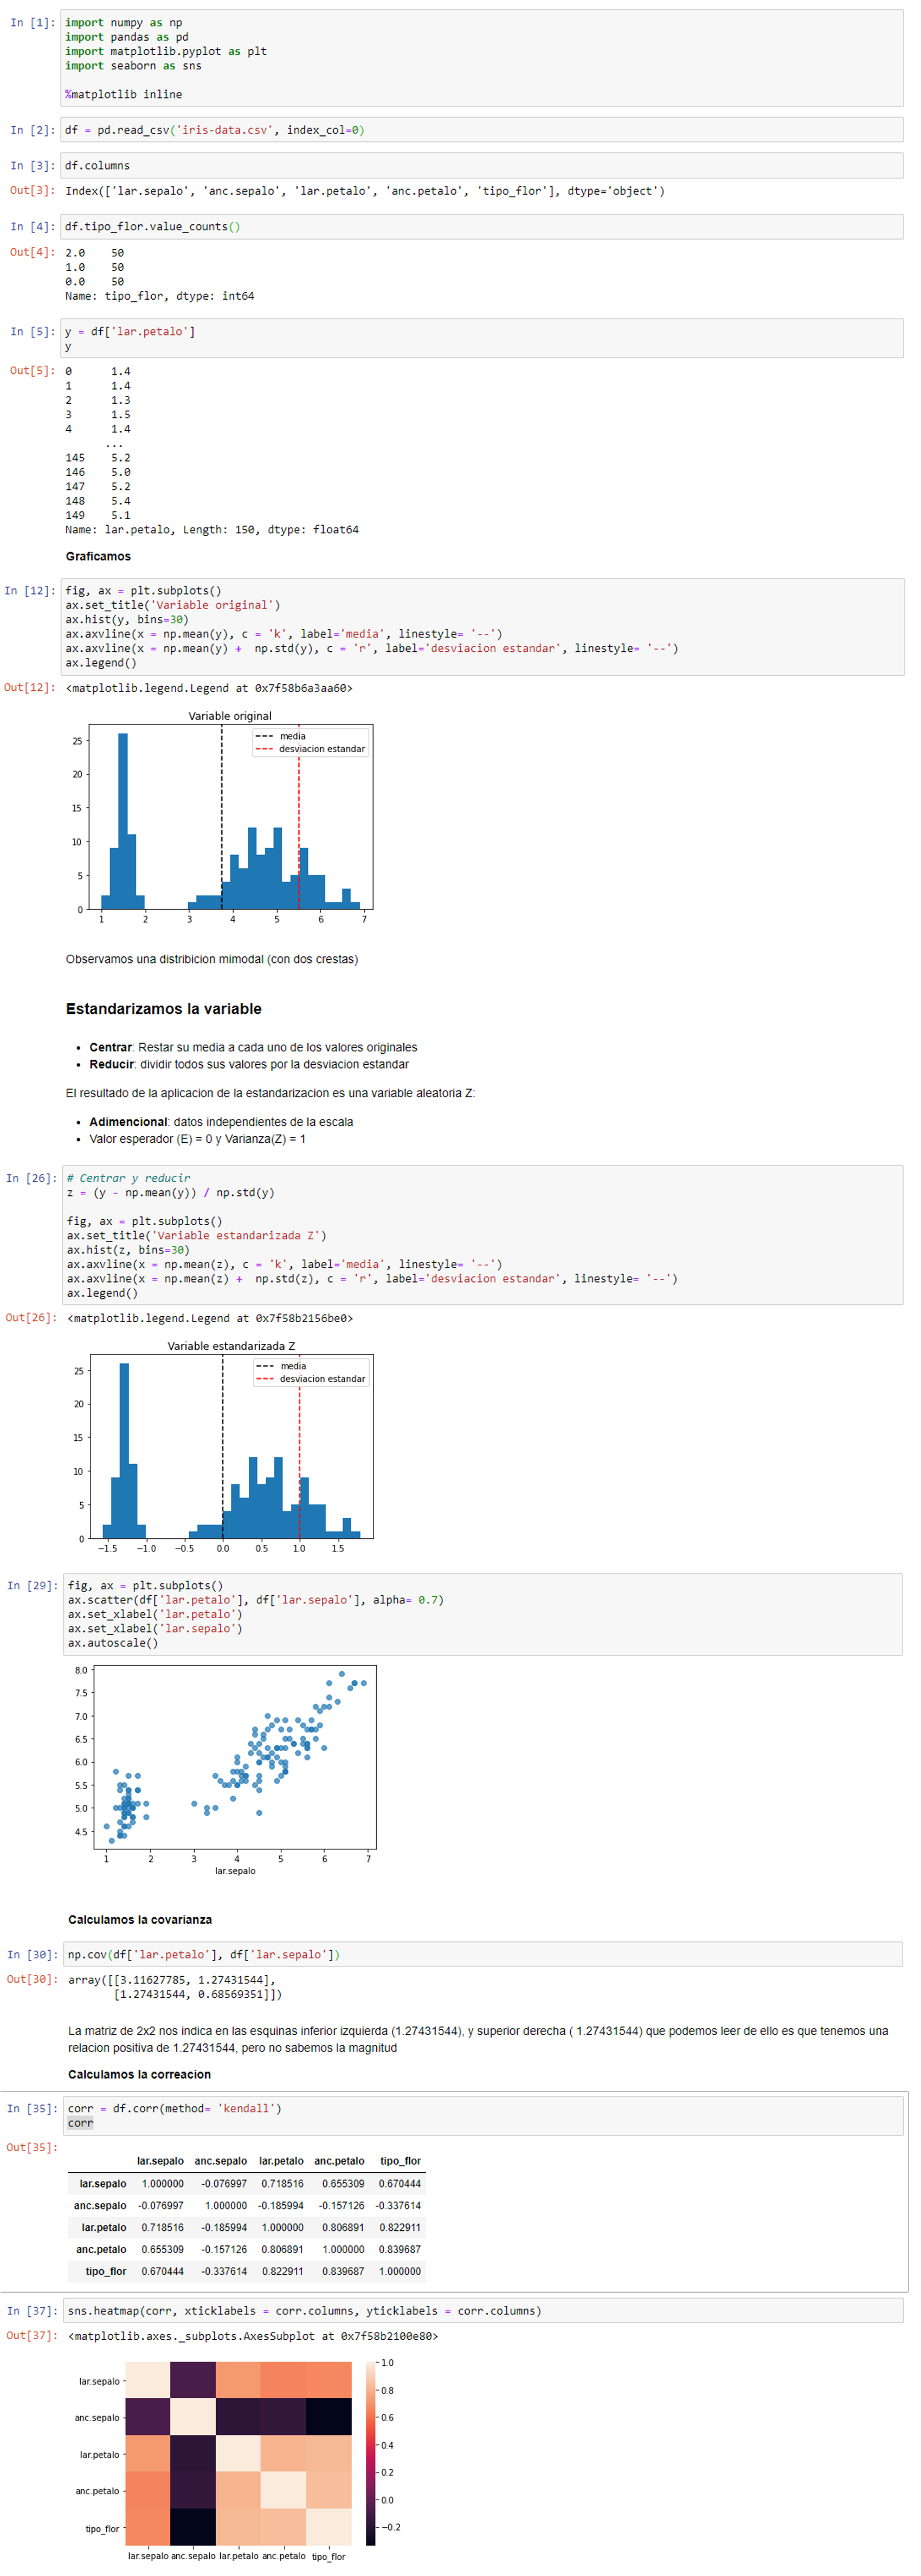 In [1]: import numpy as np
import pandas as pd
import matplotlib.pyplot as plt
import seaborn as sns
%matplotlib inline
In [2]: df = pd.read_csv('iris-data.csv', index_col=0)
In [3]: df.columns
Out[3]: Index(['lar.sepalo', 'anc.sepalo', 'lar.petalo', 'anc.petalo', 'tipo_flor'], dtype='object')
In [4]: df.tipo_flor.value_counts()
Out[4]: 2.0    50
1.0    50
0.0    50
Name: tipo_flor, dtype: int64
In [5]: y = df['lar.petalo']
y
Out[5]: 0      1.4
1      1.4
2      1.3
3      1.5
4      1.4
...
145    5.2
146    5.0
147    5.2
148    5.4
149    5.1
Name: lar.petalo, Length: 150, dtype: float64
Graficamos
In [12]: fig, ax = plt.subplots()
ax.set_title('Variable original')
ax.hist(y, bins=30)
ax.axvline(x = np.mean(y), c = 'k', label='media', linestyle= '--')
ax.axvline(x = np.mean(y) +  np.std(y), c = 'r', label='desviacion estandar', linestyle= '--')
ax.legend()
Out[12]: <matplotlib.legend.Legend at 0x7f58b6a3aa60>
Variable original
media
desviacion estandar
25
20
15
10
5
0
1 2 3 4 5 6 7
Observamos una distribicion mimodal (con dos crestas)
Estandarizamos la variable
• Centrar: Restar su media a cada uno de los valores originales
• Reducir: dividir todos sus valores por la desviacion estandar
El resultado de la aplicacion de la estandarizacion es una variable aleatoria Z:
• Adimencional: datos independientes de la escala
• Valor esperador (E) = 0 y Varianza(Z) = 1
In [26]: # Centrar y reducir
z = (y - np.mean(y)) / np.std(y)
fig, ax = plt.subplots()
ax.set_title('Variable estandarizada Z')
ax.hist(z, bins=30)
ax.axvline(x = np.mean(z), c = 'k', label='media', linestyle= '--')
ax.axvline(x = np.mean(z) +  np.std(z), c = 'r', label='desviacion estandar', linestyle= '--')
ax.legend()
Out[26]: <matplotlib.legend.Legend at 0x7f58b2156be0>
Variable estandarizada Z
media
desviacion estandar
25
20
15
10
5
0
−1.5 −1.0 −0.5 0.0 0.5 1.0 1.5
In [29]: fig, ax = plt.subplots()
ax.scatter(df['lar.petalo'], df['lar.sepalo'], alpha= 0.7)
ax.set_xlabel('lar.petalo')
ax.set_xlabel('lar.sepalo')
ax.autoscale()
8.0
7.5
7.0
6.5
6.0
5.5
5.0
4.5
1 2 3 4 5 6 7
lar.sepalo
Calculamos la covarianza
In [30]: np.cov(df['lar.petalo'], df['lar.sepalo'])
Out[30]: array([[3.11627785, 1.27431544],
[1.27431544, 0.68569351]])
La matriz de 2x2 nos indica en las esquinas inferior izquierda (1.27431544), y superior derecha ( 1.27431544) que podemos leer de ello es que tenemos una
relacion positiva de 1.27431544, pero no sabemos la magnitud
Calculamos la correacion
In [35]: corr = df.corr(method= 'kendall')
corr
Out[35]:
lar.sepalo anc.sepalo lar.petalo anc.petalo tipo_flor
lar.sepalo 1.000000 -0.076997 0.718516 0.655309 0.670444
anc.sepalo -0.076997 1.000000 -0.185994 -0.157126 -0.337614
lar.petalo 0.718516 -0.185994 1.000000 0.806891 0.822911
anc.petalo 0.655309 -0.157126 0.806891 1.000000 0.839687
tipo_flor 0.670444 -0.337614 0.822911 0.839687 1.000000
In [37]: sns.heatmap(corr, xticklabels = corr.columns, yticklabels = corr.columns)
Out[37]: <matplotlib.axes._subplots.AxesSubplot at 0x7f58b2100e80>
lar.sepalo
anc.sepalo
lar.petalo
anc.petalo
tipo_flor
lar.sepalo anc.sepalo lar.petalo anc.petalo tipo_flor
1.0
0.8
0.6
0.4
0.2
0.0
−0.2